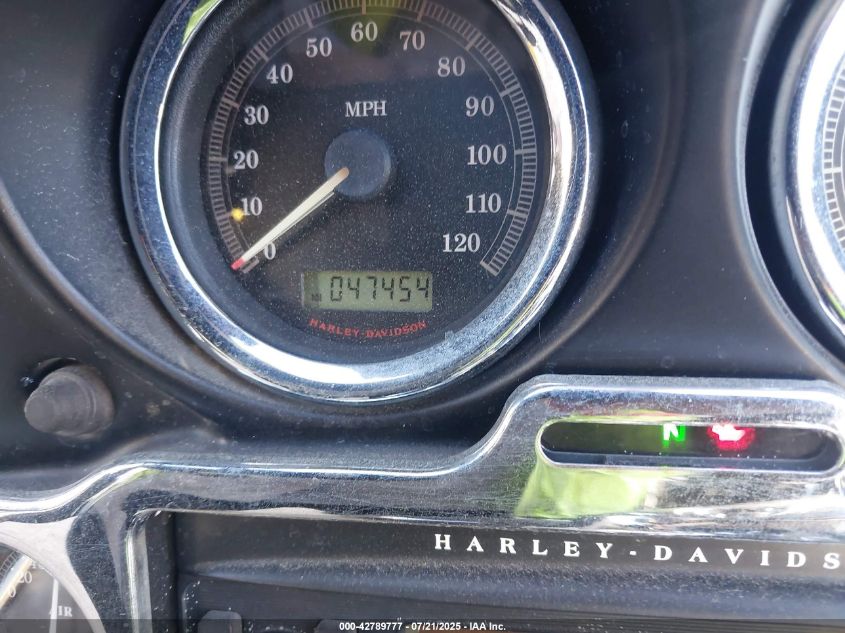 60
50 70
40 80
30 MPH 90
20 100
10 110
0 120
047454
HARLEY-DAVIDSON
N
HARLEY-DAVIDS
AIR
000-42789777 - 07/21/2025 - IAA Inc.